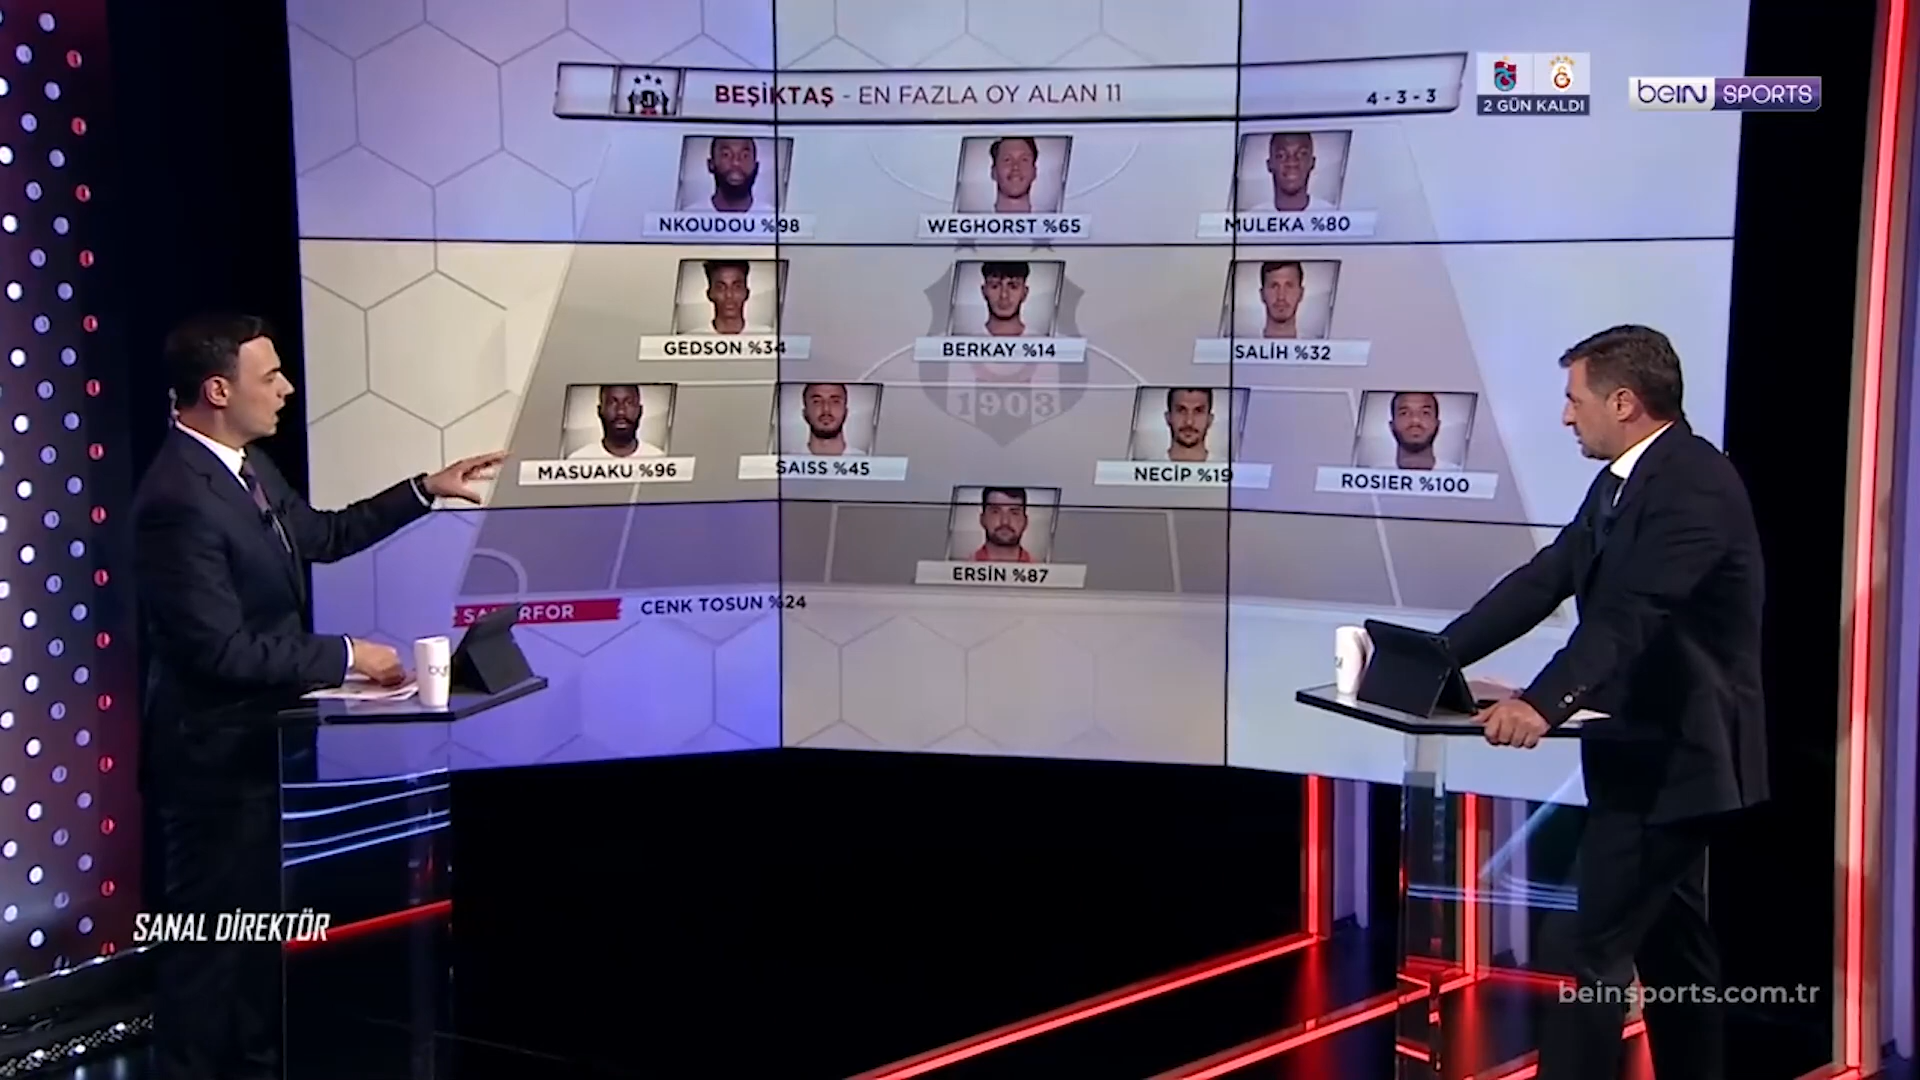 BEŞİKTAŞ - EN FAZLA OY ALAN 11
4 - 3 - 3
2 GÜN KALDI
beIN SPORTS
NKOUDOU %98
WEGHORST %65
MULEKA %80
GEDSON %34
BERKAY %14
SALİH %32
1903
MASUAKU %96
SAISS %45
NECİP %19
ROSIER %100
ERSİN %87
CENK TOSUN %24
SANAL DİREKTÖR
beinsports.com.tr